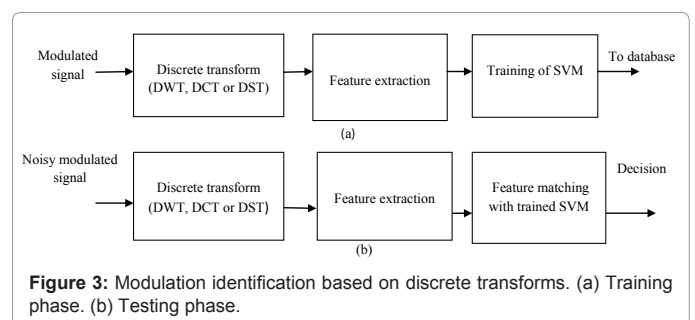 Modulated
signal
Discrete transform
(DWT, DCT or DST)
Feature extraction
Training of SVM
To database
(a)
Noisy modulated
signal
Discrete transform
(DWT, DCT or DST)
Feature extraction
Feature matching
with trained SVM
Decision
(b)
Figure 3: Modulation identification based on discrete transforms. (a) Training
phase. (b) Testing phase.